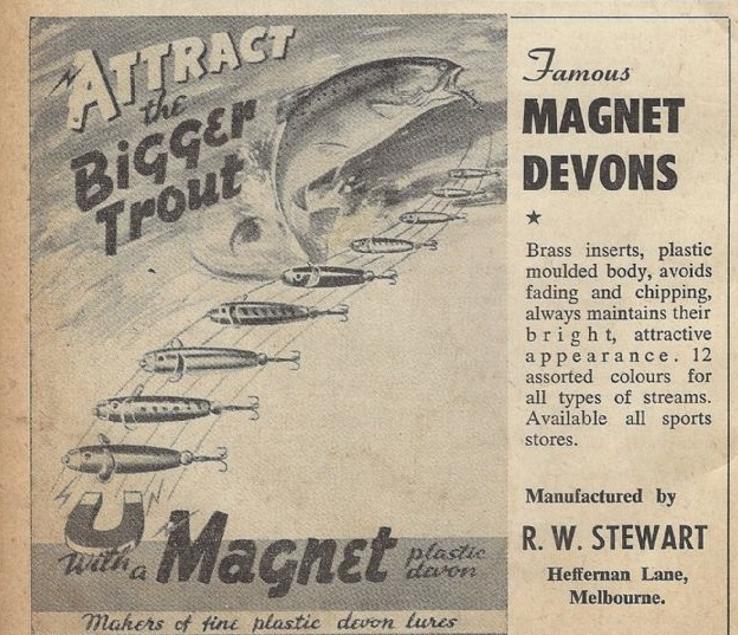 ATTRACT
the
BIGGER
Trout
With a Magnet plastic
devon
Makers of fine plastic devon lures
Famous
MAGNET
DEVONS
★
Brass inserts, plastic
moulded body, avoids
fading and chipping,
always maintains their
bright, attractive
appearance. 12
assorted colours for
all types of streams.
Available all sports
stores.
Manufactured by
R. W. STEWART
Heffernan Lane,
Melbourne.